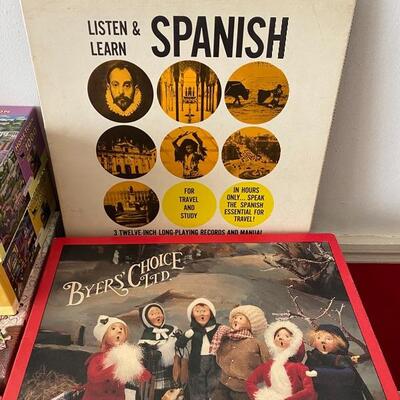 LISTEN &
LEARN
SPANISH
FOR
TRAVEL
AND
STUDY
IN HOURS
ONLY... SPEAK
THE SPANISH
ESSENTIAL FOR
TRAVEL!
3 TWELVE-INCH LONG-PLAYING RECORDS AND MANUAL
BYERS' CHOICE
LTD.